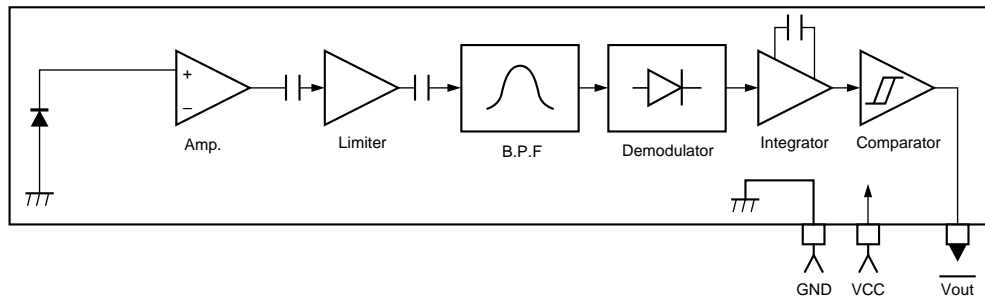 +
−
Amp.
Limiter
B.P.F
Demodulator
Integrator
Comparator
GND
VCC
Vout